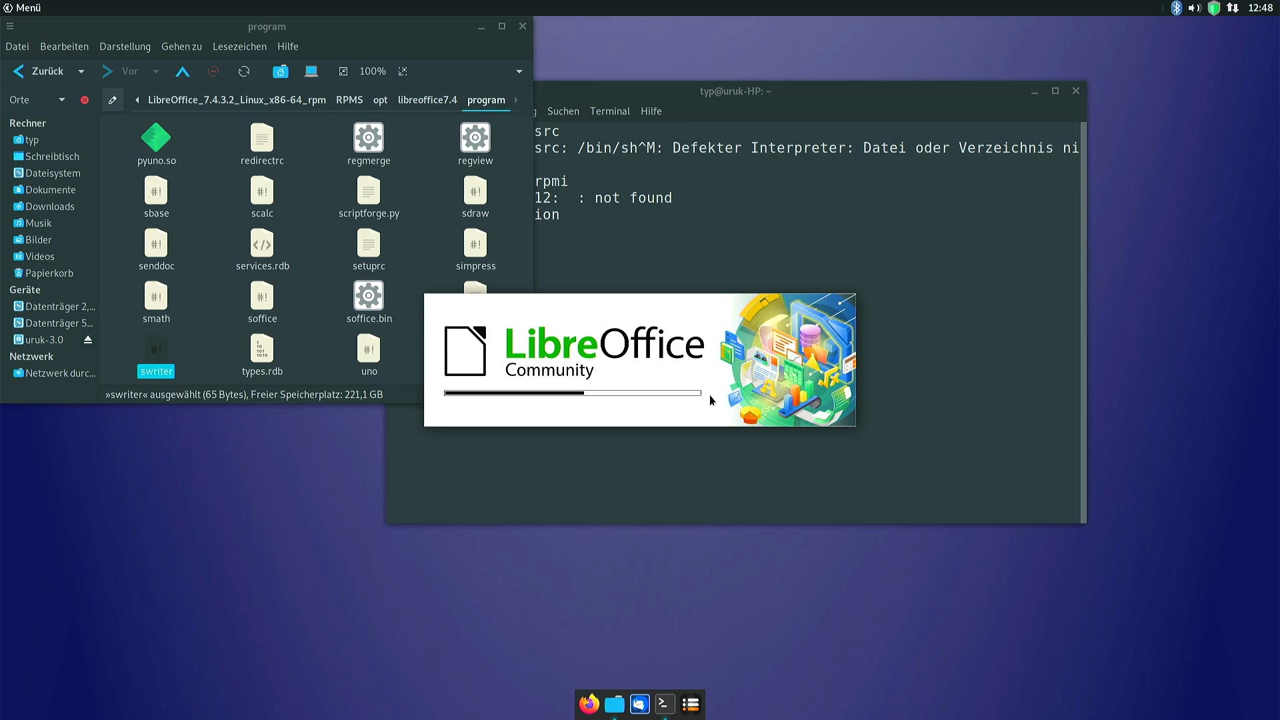 Menü
12:48
program
Datei Bearbeiten Darstellung Gehen zu Lesezeichen Hilfe
Zurück Vor 100%
Orte LibreOffice_7.4.3.2_Linux_x86-64_rpm RPMS opt libreoffice7.4 program
Rechner
typ
Schreibtisch
Dateisystem
Dokumente
Downloads
Musik
Bilder
Videos
Papierkorb
Geräte
Datenträger 2,...
Datenträger 5...
uruk-3.0
Netzwerk
Netzwerk durc...
pyuno.so redirectrc regmerge regview
sbase scalc scriptforge.py sdraw
senddoc services.rdb setuprc simpress
smath soffice soffice.bin
swriter types.rdb uno
»swriter« ausgewählt (65 Bytes), Freier Speicherplatz: 221,1 GB
typ@uruk-HP: ~
Suchen Terminal Hilfe
src
src: /bin/sh^M: Defekter Interpreter: Datei oder Verzeichnis ni
rpmi
12: : not found
ion
LibreOffice
Community